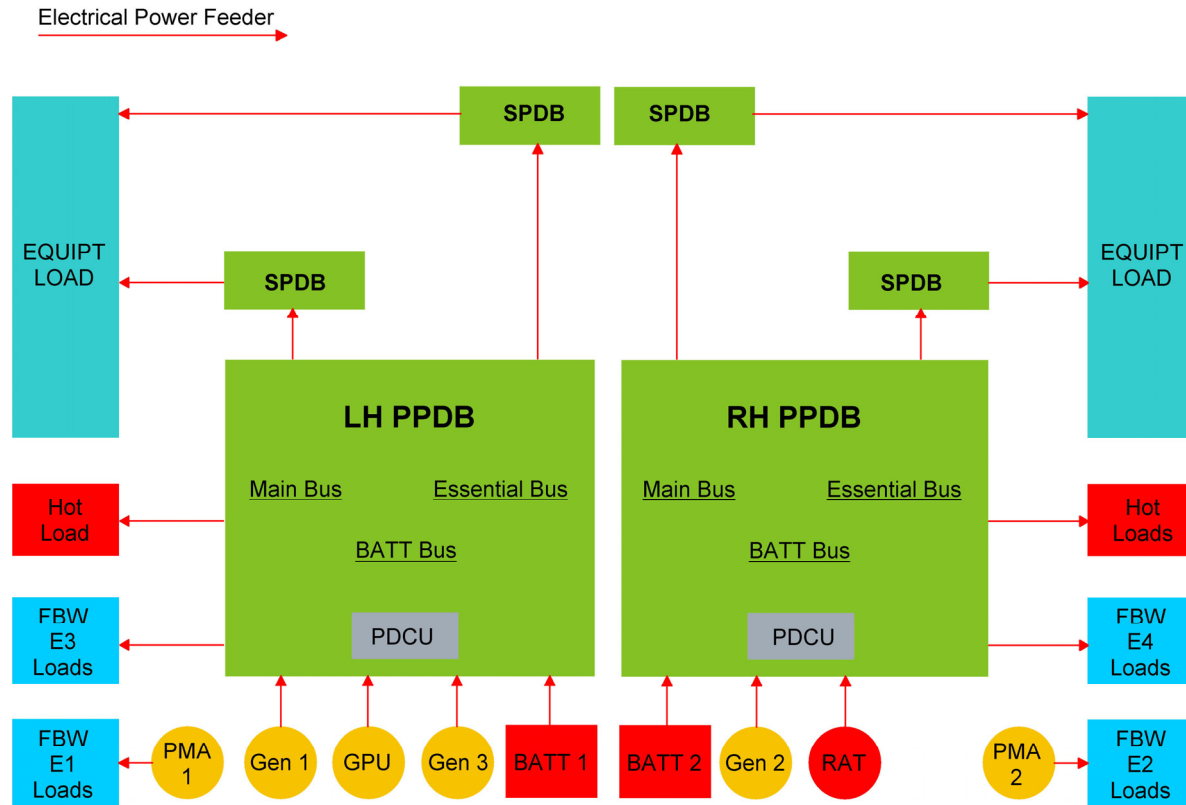 Electrical Power Feeder
SPDB
SPDB
EQUIPT
LOAD
EQUIPT
LOAD
SPDB
SPDB
LH PPDB
RH PPDB
Main Bus
Essential Bus
Main Bus
Essential Bus
Hot
Load
Hot
Loads
BATT Bus
BATT Bus
FBW
E3
Loads
PDCU
PDCU
FBW
E4
Loads
FBW
E1
Loads
PMA
1
Gen 1
GPU
Gen 3
BATT 1
BATT 2
Gen 2
RAT
PMA
2
FBW
E2
Loads